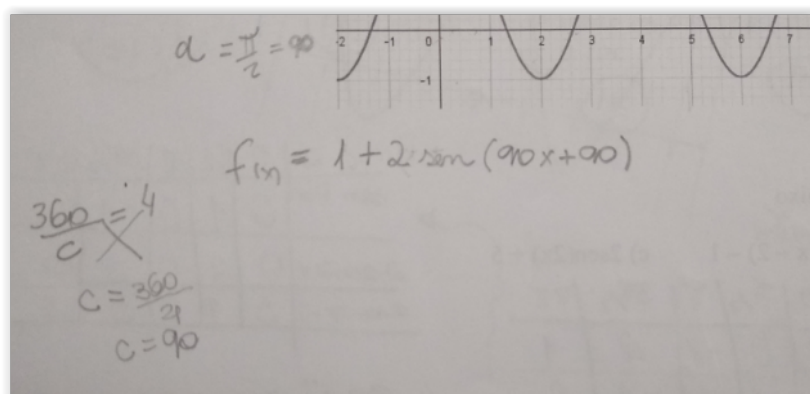 d = π/2 = 90
-2 -1 0 1 2 3 4 5 6 7
-1
f(x) = 1 + 2 sen (90x + 90)
360/c = 4
c = 360/4
c = 90